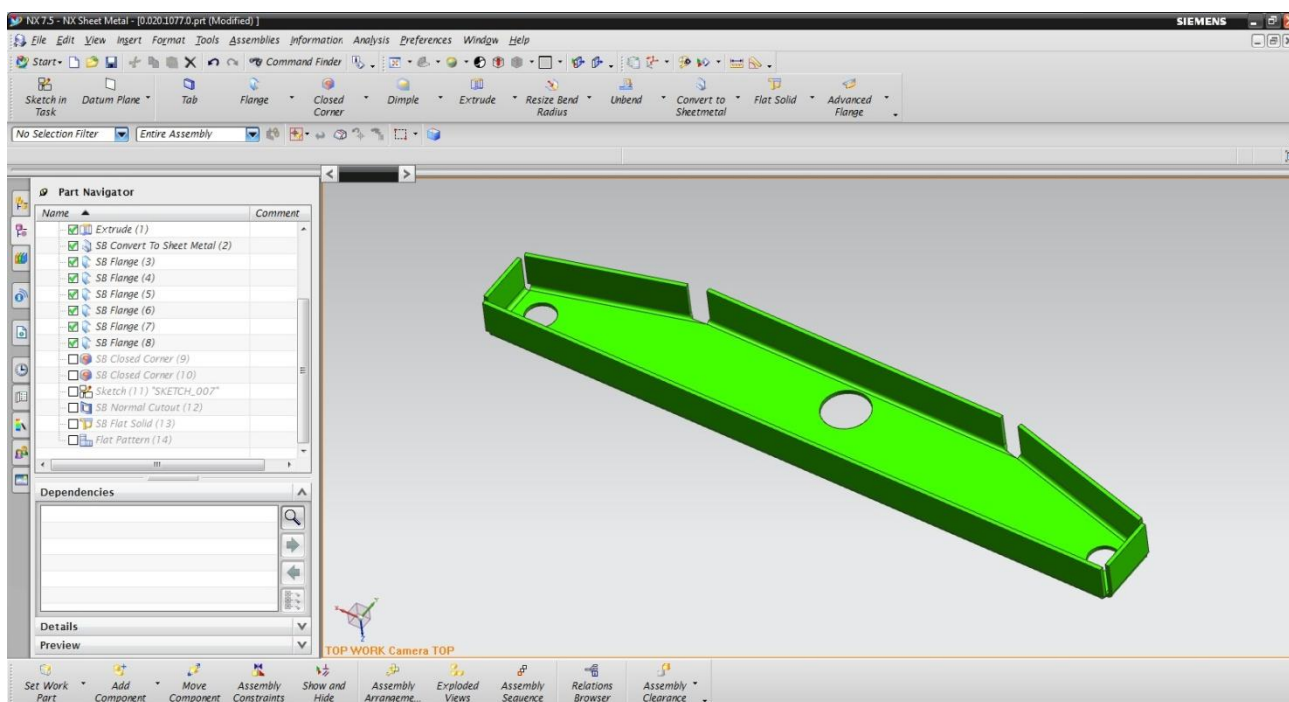 NX 7.5 - NX Sheet Metal - [0.020.1077.0.prt (Modified) ]
SIEMENS
File Edit View Insert Format Tools Assemblies Information Analysis Preferences Window Help
Start Command Finder
Sketch in Task
Datum Plane
Tab
Flange
Closed Corner
Dimple
Extrude
Resize Bend Radius
Unbend
Convert to Sheetmetal
Flat Solid
Advanced Flange
No Selection Filter
Entire Assembly
Part Navigator
Name Comment
Extrude (1)
SB Convert To Sheet Metal (2)
SB Flange (3)
SB Flange (4)
SB Flange (5)
SB Flange (6)
SB Flange (7)
SB Flange (8)
SB Closed Corner (9)
SB Closed Corner (10)
Sketch (11) "SKETCH_007"
SB Normal Cutout (12)
SB Flat Solid (13)
Flat Pattern (14)
Dependencies
Details
Preview
TOP WORK Camera TOP
Set Work Part
Add Component
Move Component
Assembly Constraints
Show and Hide
Assembly Arrangeme...
Exploded Views
Assembly Sequence
Relations Browser
Assembly Clearance